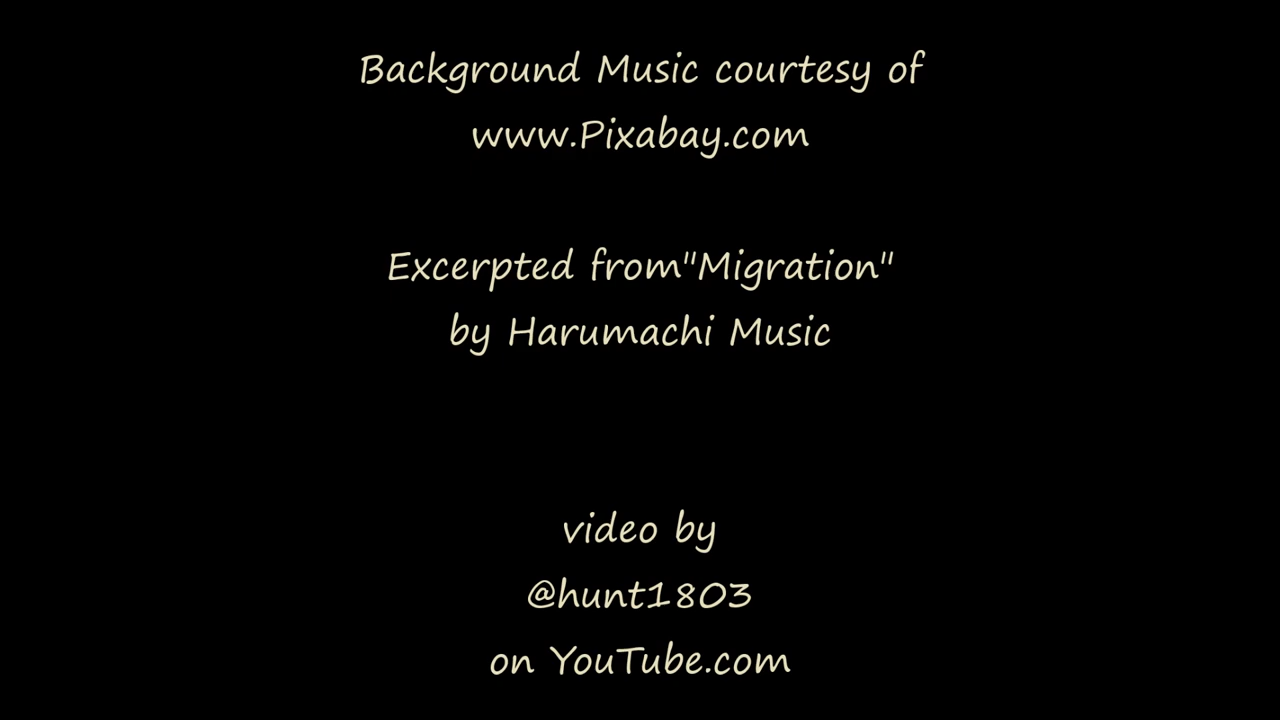 Background Music courtesy of
www.Pixabay.com
Excerpted from"Migration"
by Harumachi Music
video by
@hunt1803
on YouTube.com